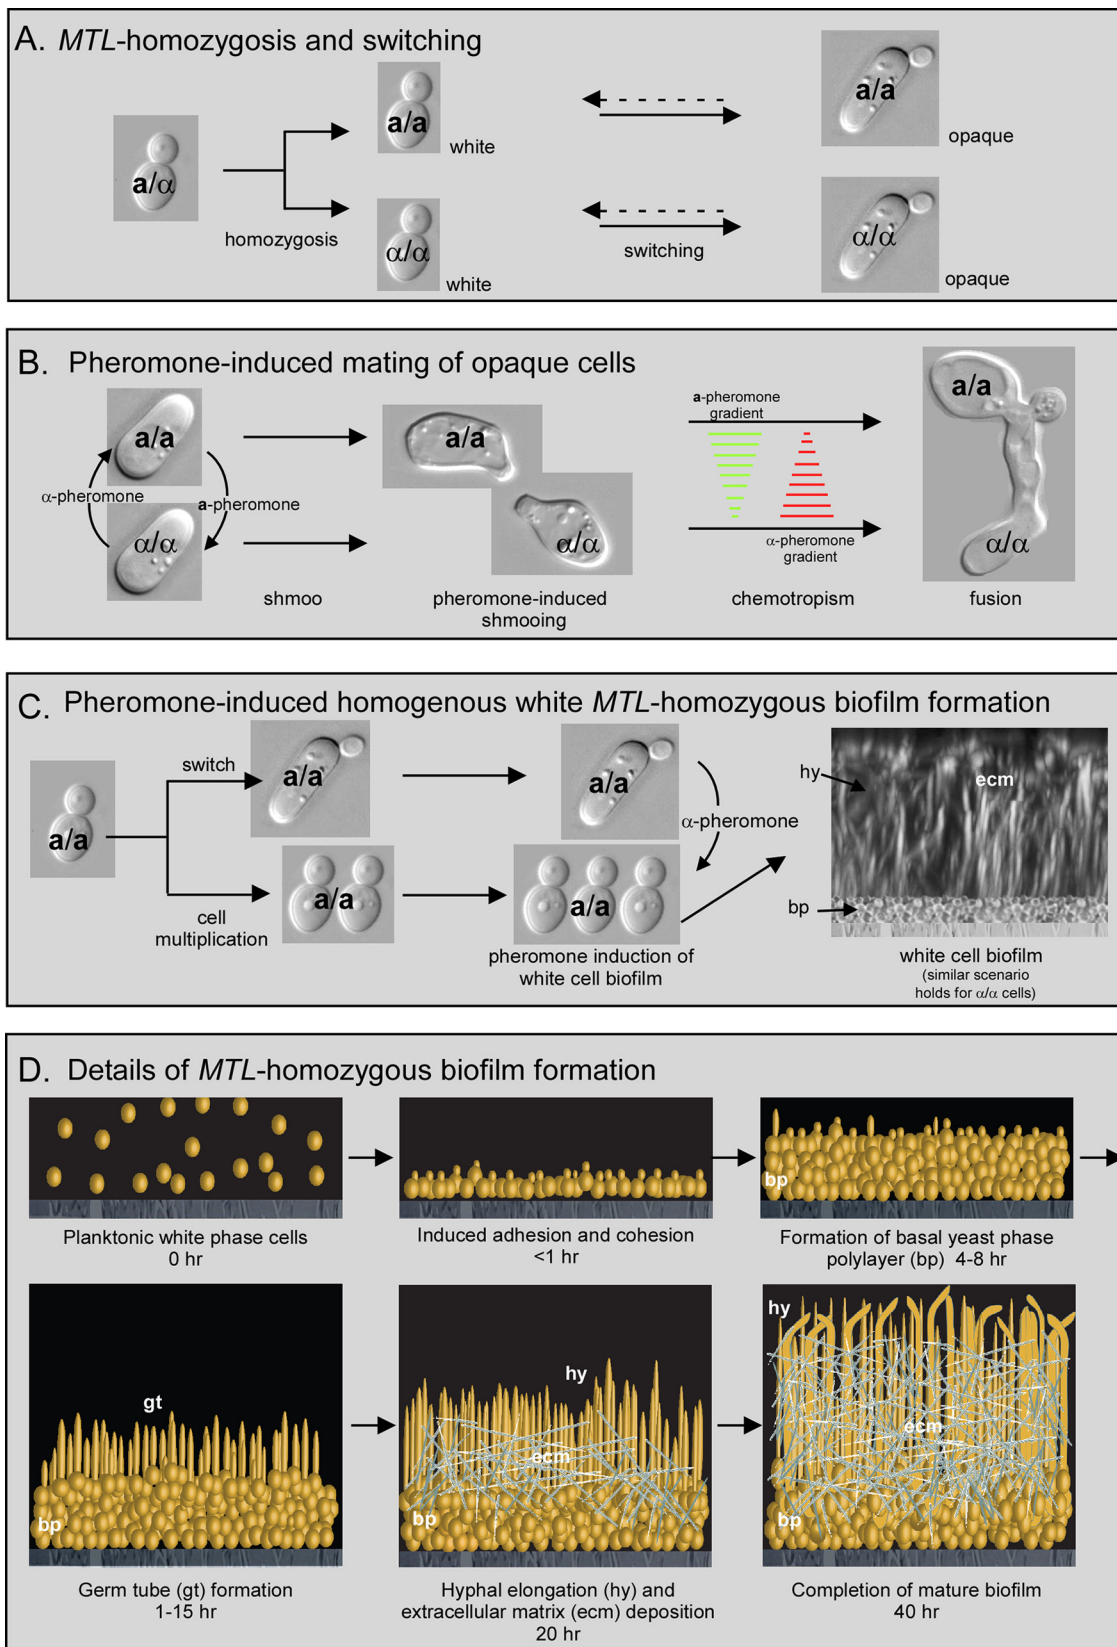 A. MTL-homozygosis and switching
a/α
homozygosis
a/a
white
α/α
white
switching
a/a
opaque
α/α
opaque
B. Pheromone-induced mating of opaque cells
a/a
α-pheromone
a-pheromone
α/α
shmoo
a/a
α/α
pheromone-induced
shmooing
a-pheromone
gradient
α-pheromone
gradient
chemotropism
a/a
α/α
fusion
C. Pheromone-induced homogenous white MTL-homozygous biofilm formation
a/a
switch
a/a
cell
multiplication
a/a
a/a
α-pheromone
a/a
pheromone induction of
white cell biofilm
hy
ecm
bp
white cell biofilm
(similar scenario
holds for α/α cells)
D. Details of MTL-homozygous biofilm formation
Planktonic white phase cells
0 hr
Induced adhesion and cohesion
<1 hr
bp
Formation of basal yeast phase
polylayer (bp) 4-8 hr
gt
bp
Germ tube (gt) formation
1-15 hr
hy
ecm
bp
Hyphal elongation (hy) and
extracellular matrix (ecm) deposition
20 hr
hy
ecm
bp
Completion of mature biofilm
40 hr